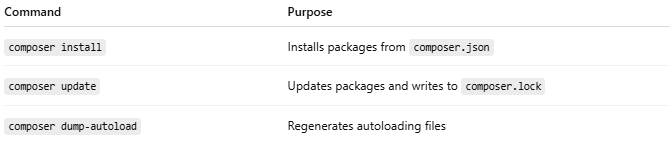 Command Purpose
composer install Installs packages from composer.json
composer update Updates packages and writes to composer.lock
composer dump-autoload Regenerates autoloading files